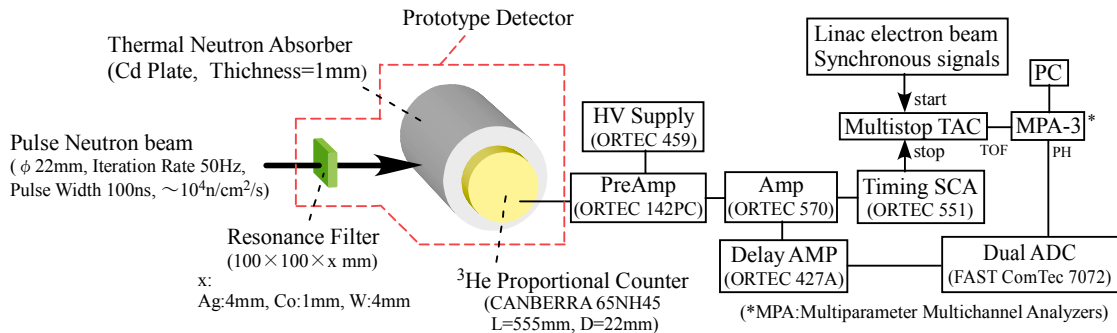 Prototype Detector
Thermal Neutron Absorber
(Cd Plate, Thichness=1mm)
Pulse Neutron beam
(φ22mm, Iteration Rate 50Hz,
Pulse Width 100ns, ~10⁴n/cm²/s)
Resonance Filter
(100×100×x mm)
x:
Ag:4mm, Co:1mm, W:4mm
³He Proportional Counter
(CANBERRA 65NH45
L=555mm, D=22mm)
HV Supply
(ORTEC 459)
PreAmp
(ORTEC 142PC)
Amp
(ORTEC 570)
Delay AMP
(ORTEC 427A)
Linac electron beam
Synchronous signals
start
Multistop TAC
stop
TOF
Timing SCA
(ORTEC 551)
PC
MPA-3
*
PH
Dual ADC
(FAST ComTec 7072)
(*MPA:Multiparameter Multichannel Analyzers)